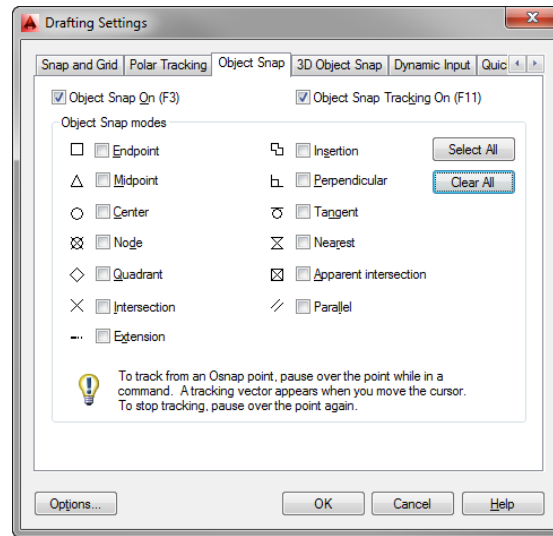 Drafting Settings
Snap and Grid Polar Tracking Object Snap 3D Object Snap Dynamic Input Quic
Object Snap On (F3) Object Snap Tracking On (F11)
Object Snap modes
Endpoint Insertion Select All
Midpoint Perpendicular Clear All
Center Tangent
Node Nearest
Quadrant Apparent intersection
Intersection Parallel
Extension
To track from an Osnap point, pause over the point while in a
command. A tracking vector appears when you move the cursor.
To stop tracking, pause over the point again.
Options... OK Cancel Help